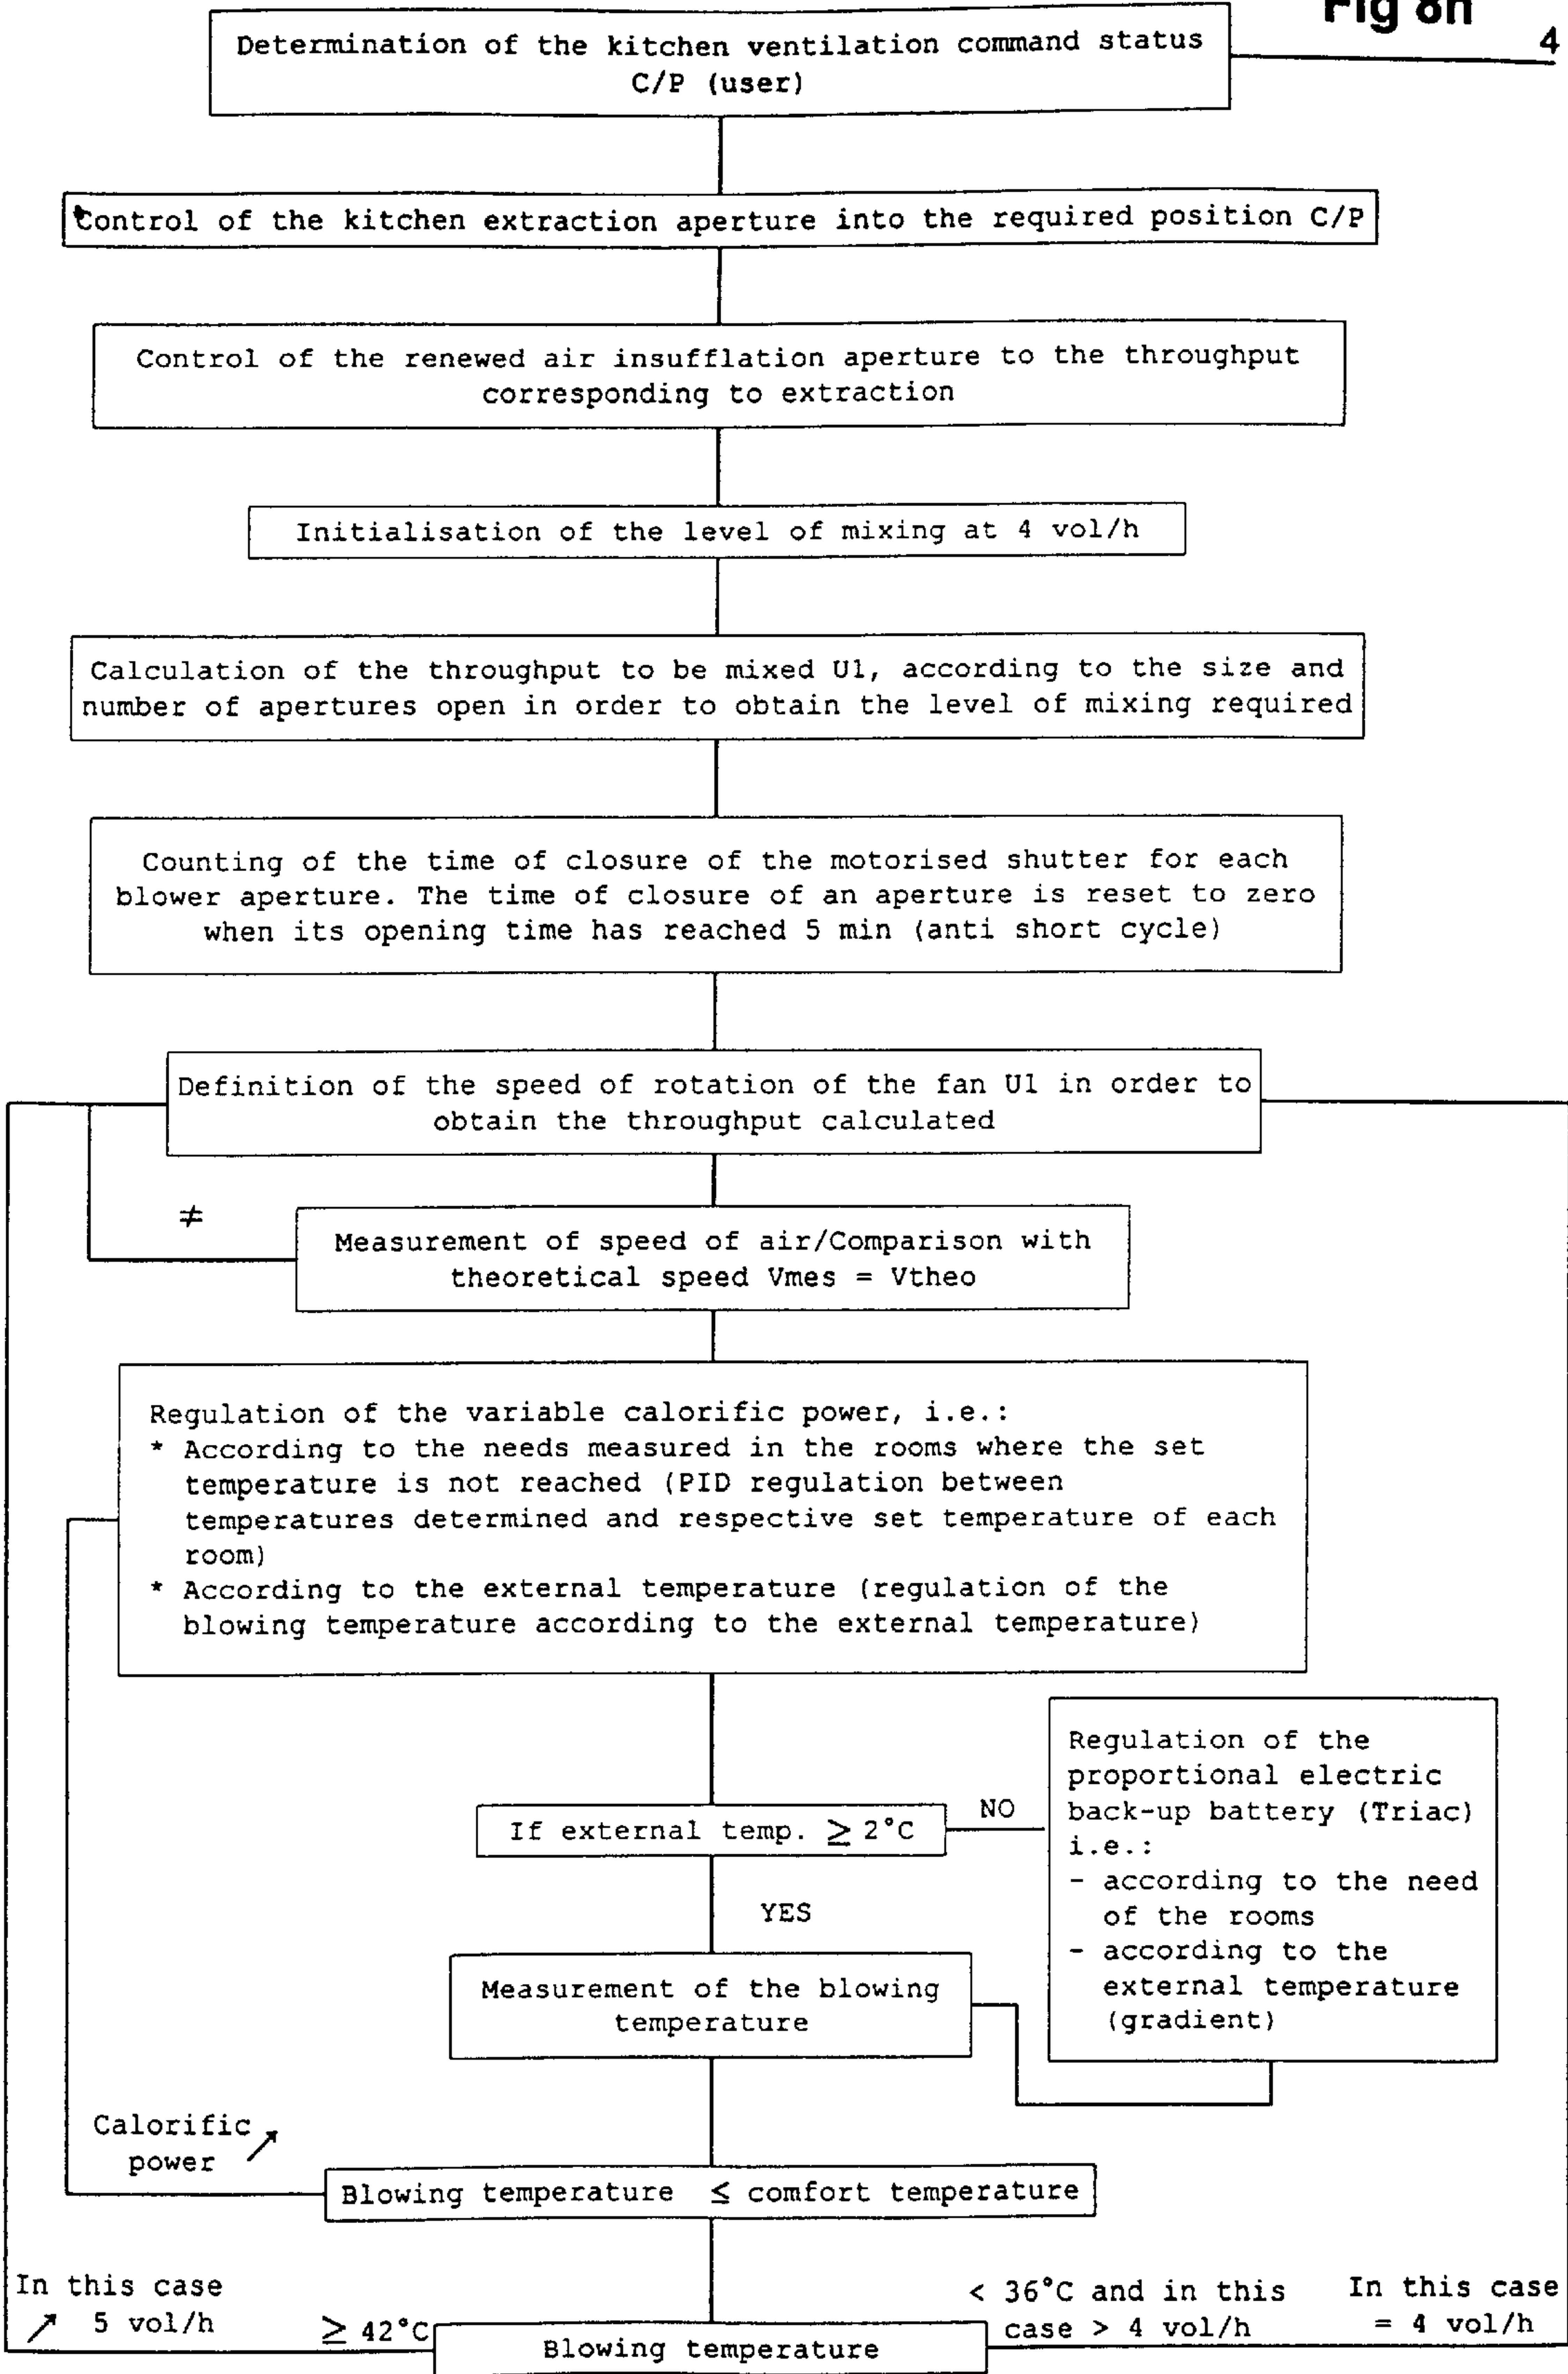 Fig 8h
4
Determination of the kitchen ventilation command status
C/P (user)
Control of the kitchen extraction aperture into the required position C/P
Control of the renewed air insufflation aperture to the throughput
corresponding to extraction
Initialisation of the level of mixing at 4 vol/h
Calculation of the throughput to be mixed U1, according to the size and
number of apertures open in order to obtain the level of mixing required
Counting of the time of closure of the motorised shutter for each
blower aperture. The time of closure of an aperture is reset to zero
when its opening time has reached 5 min (anti short cycle)
Definition of the speed of rotation of the fan U1 in order to
obtain the throughput calculated
≠
Measurement of speed of air/Comparison with
theoretical speed Vmes = Vtheo
Regulation of the variable calorific power, i.e.:
* According to the needs measured in the rooms where the set
temperature is not reached (PID regulation between
temperatures determined and respective set temperature of each
room)
* According to the external temperature (regulation of the
blowing temperature according to the external temperature)
If external temp. ≥ 2°C
NO
Regulation of the
proportional electric
back-up battery (Triac)
i.e.:
- according to the need
of the rooms
- according to the
external temperature
(gradient)
YES
Measurement of the blowing
temperature
Calorific
power ↗
Blowing temperature ≤ comfort temperature
In this case
↗ 5 vol/h
≥ 42°C
Blowing temperature
< 36°C and in this
case > 4 vol/h
In this case
= 4 vol/h